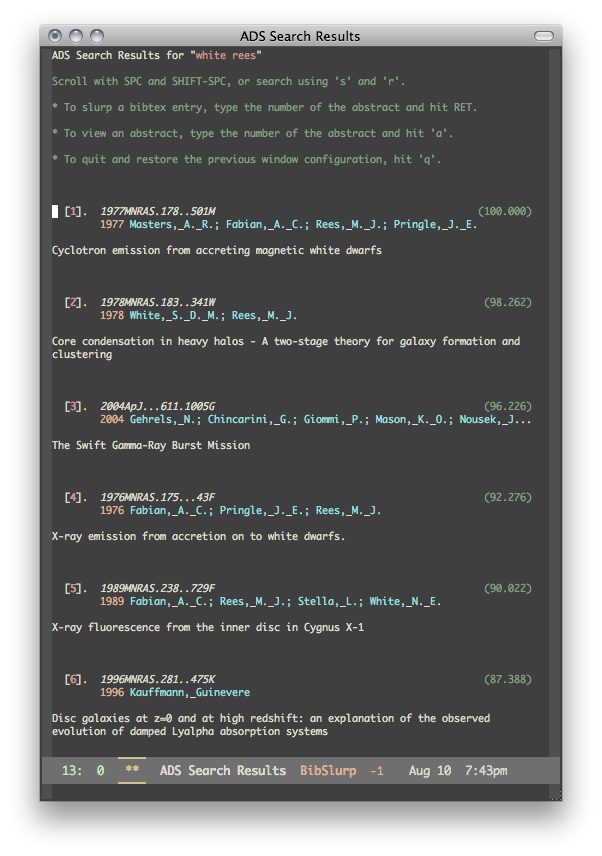 ADS Search Results
ADS Search Results for "white rees"
Scroll with SPC and SHIFT-SPC, or search using 's' and 'r'.
* To slurp a bibtex entry, type the number of the abstract and hit RET.
* To view an abstract, type the number of the abstract and hit 'a'.
* To quit and restore the previous window configuration, hit 'q'.
[1]. 1977MNRAS.178..501M (100.000)
1977 Masters,_A._R.; Fabian,_A._C.; Rees,_M._J.; Pringle,_J._E.
Cyclotron emission from accreting magnetic white dwarfs
[2]. 1978MNRAS.183..341W (98.262)
1978 White,_S._D._M.; Rees,_M._J.
Core condensation in heavy halos - A two-stage theory for galaxy formation and
clustering
[3]. 2004ApJ...611.1005G (96.226)
2004 Gehrels,_N.; Chincarini,_G.; Giommi,_P.; Mason,_K._O.; Nousek,_J...
The Swift Gamma-Ray Burst Mission
[4]. 1976MNRAS.175...43F (92.276)
1976 Fabian,_A._C.; Pringle,_J._E.; Rees,_M._J.
X-ray emission from accretion on to white dwarfs.
[5]. 1989MNRAS.238..729F (90.022)
1989 Fabian,_A._C.; Rees,_M._J.; Stella,_L.; White,_N._E.
X-ray fluorescence from the inner disc in Cygnus X-1
[6]. 1996MNRAS.281..475K (87.388)
1996 Kauffmann,_Guinevere
Disc galaxies at z=0 and at high redshift: an explanation of the observed
evolution of damped Lyalpha absorption systems
13: 0 ** ADS Search Results BibSlurp -1 Aug 10 7:43pm